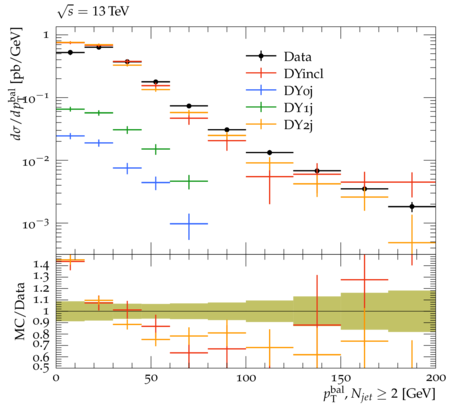 √s = 13 TeV
dσ/dp_T^bal [pb/GeV]
1
10⁻¹
10⁻²
10⁻³
Data
DYincl
DY0j
DY1j
DY2j
MC/Data
1.4
1.3
1.2
1.1
1
0.9
0.8
0.7
0.6
0.5
0 50 100 150 200
p_T^bal, N_jet ≥ 2 [GeV]